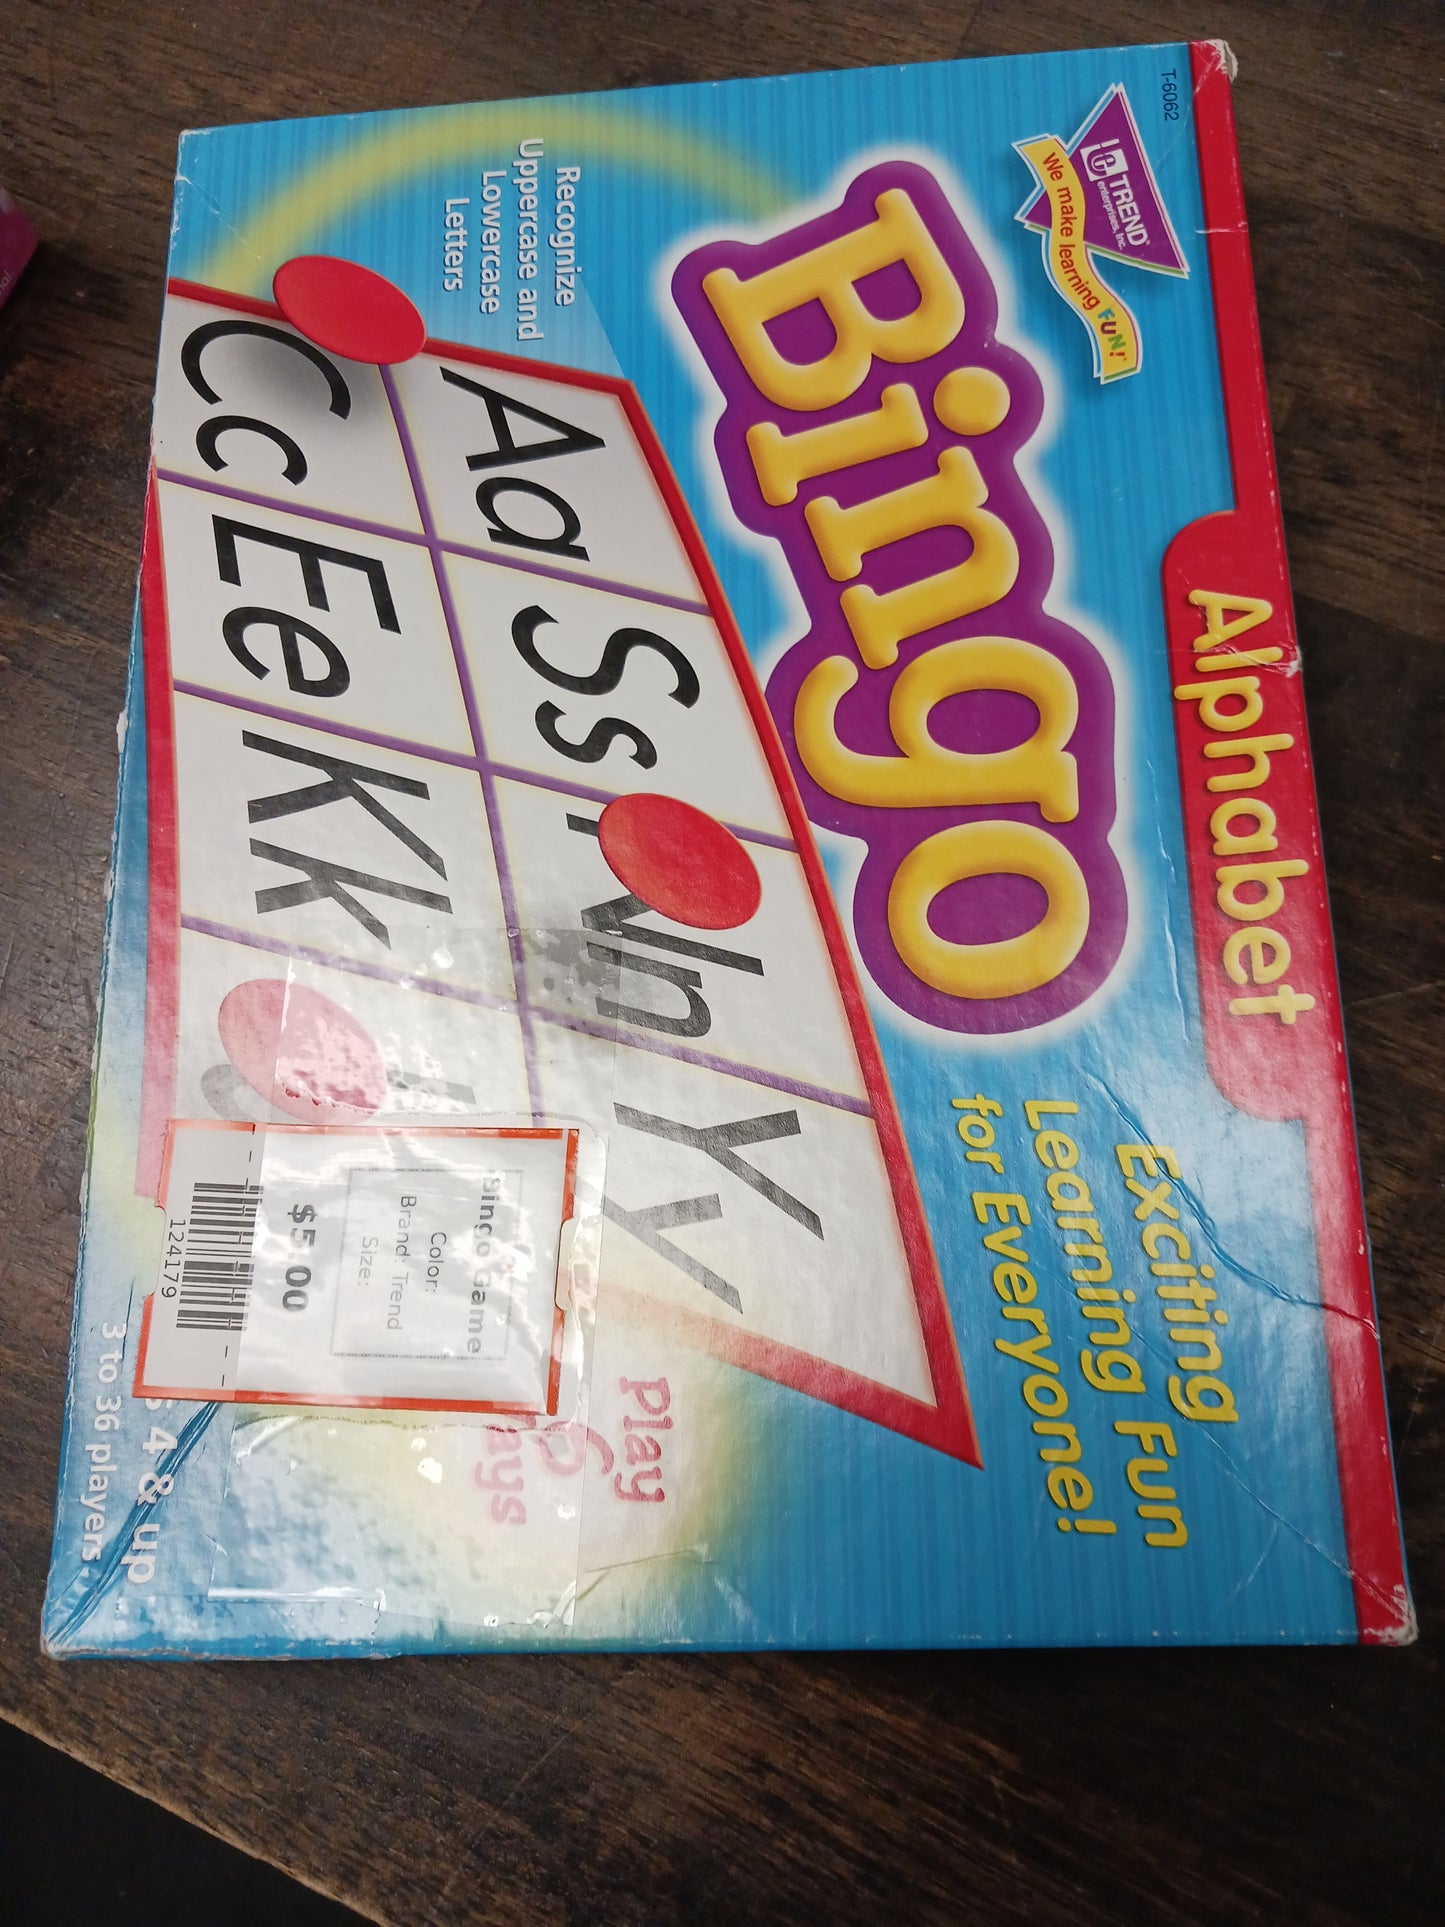 T-6062
TREND®
enterprises, Inc.
We make learning FUN!®
Alphabet
Bingo
Exciting
Learning Fun
for Everyone!
Recognize
Uppercase and
Lowercase
Letters
Aa Ss Nn Yy
Cc Ee Kk
Play
6
ays
Bingo Game
Color:
Brand: Trend
Size:
$5.00
124179
4 & up
3 to 36 players